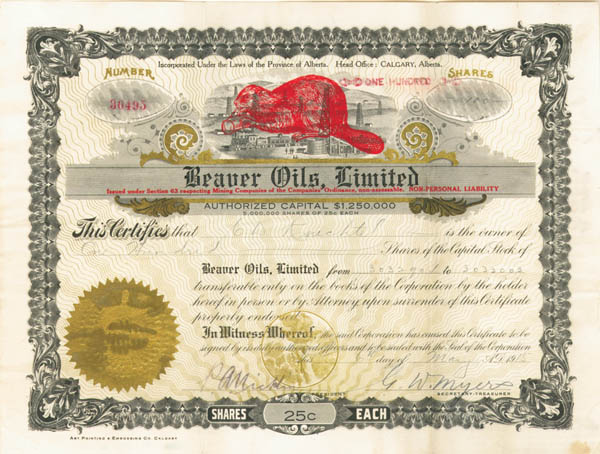 Incorporated Under the Laws of the Province of Alberta. Head Office: CALGARY, Alberta.
NUMBER
SHARES
30495
ONE HUNDRED
Beaver Oils, Limited
Issued under Section 63 respecting Mining Companies of the Companies Ordinance, non-assessable. NON-PERSONAL LIABILITY
AUTHORIZED CAPITAL $1,250,000
5,000,000 SHARES OF 25c EACH
This Certifies that is the owner of
One Hundred Shares of the Capital Stock of
Beaver Oils, Limited from to
transferable only on the books of the Corporation by the holder
hereof in person or by Attorney upon surrender of this Certificate
properly endorsed.
In Witness Whereof, the said Corporation has caused this Certificate to be
signed by its duly authorized officers and to be sealed with the Seal of the Corporation
this day of May A.D. 1915
G. W. Myers
PRESIDENT
SECRETARY-TREASURER
SHARES 25c EACH
ART PRINTING & EMBOSSING CO. CALGARY